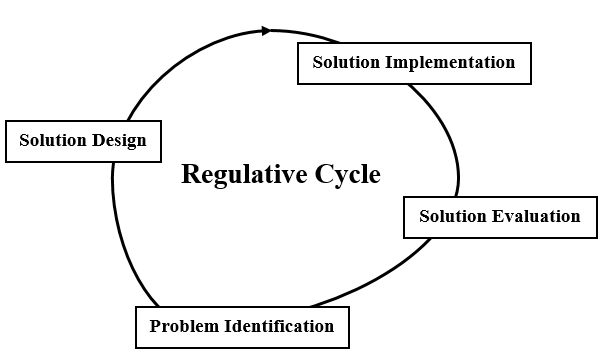 Solution Implementation
Solution Design
Regulative Cycle
Solution Evaluation
Problem Identification